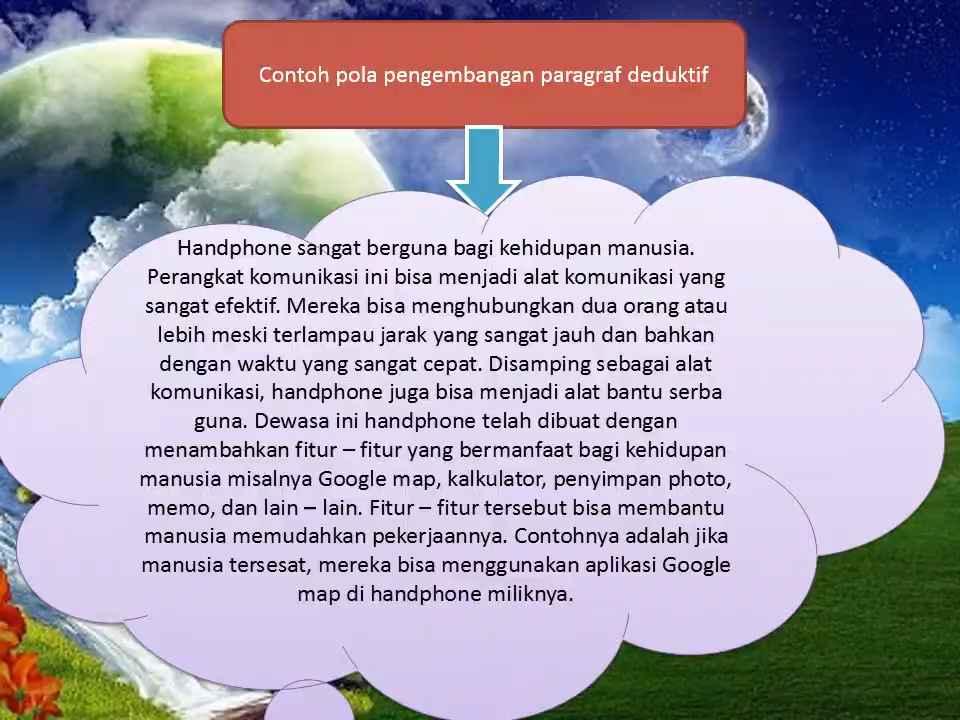 Contoh pola pengembangan paragraf deduktif
Handphone sangat berguna bagi kehidupan manusia.
Perangkat komunikasi ini bisa menjadi alat komunikasi yang
sangat efektif. Mereka bisa menghubungkan dua orang atau
lebih meski terlampau jarak yang sangat jauh dan bahkan
dengan waktu yang sangat cepat. Disamping sebagai alat
komunikasi, handphone juga bisa menjadi alat bantu serba
guna. Dewasa ini handphone telah dibuat dengan
menambahkan fitur – fitur yang bermanfaat bagi kehidupan
manusia misalnya Google map, kalkulator, penyimpan photo,
memo, dan lain – lain. Fitur – fitur tersebut bisa membantu
manusia memudahkan pekerjaannya. Contohnya adalah jika
manusia tersesat, mereka bisa menggunakan aplikasi Google
map di handphone miliknya.